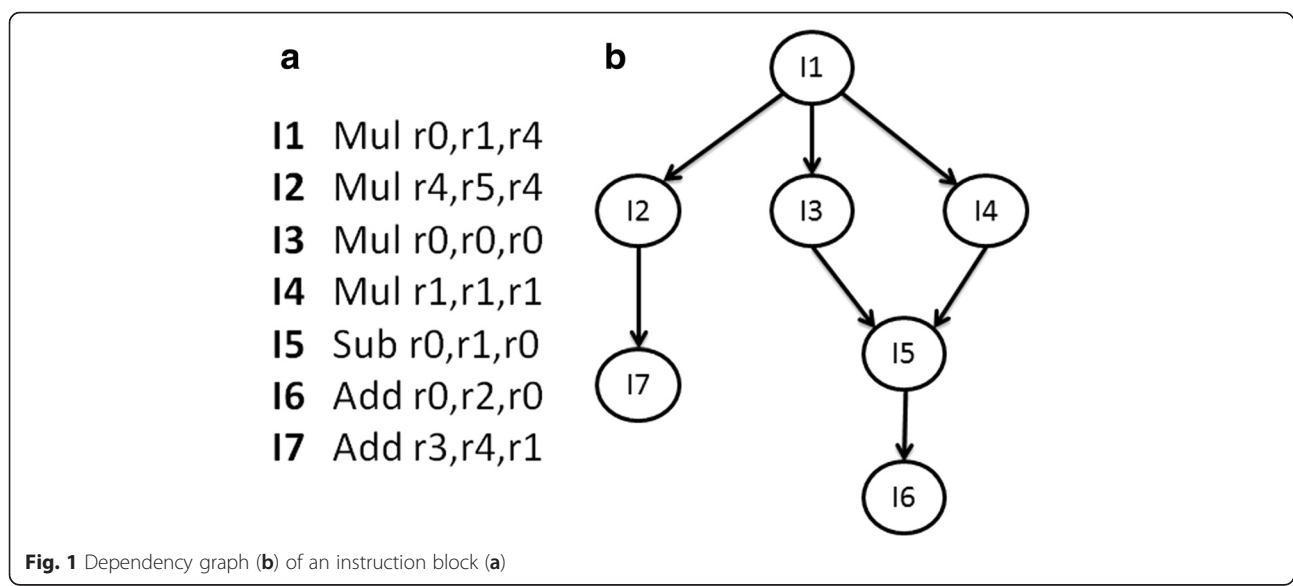 a
I1 Mul r0,r1,r4
I2 Mul r4,r5,r4
I3 Mul r0,r0,r0
I4 Mul r1,r1,r1
I5 Sub r0,r1,r0
I6 Add r0,r2,r0
I7 Add r3,r4,r1
b
I1
I2 I3 I4
I5
I7
I6
Fig. 1 Dependency graph (b) of an instruction block (a)